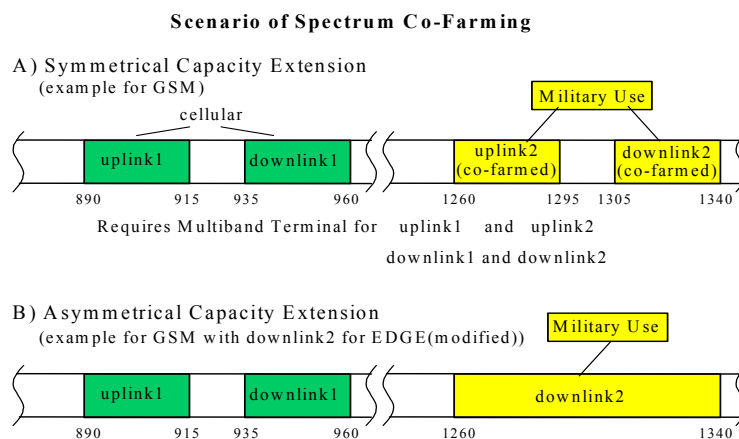 Scenario of Spectrum Co-Farming
A) Symmetrical Capacity Extension
(example for GSM)
cellular
Military Use
uplink1
downlink1
uplink2
(co-farmed)
downlink2
(co-farmed)
890 915 935 960 1260 1295 1305 1340
Requires Multiband Terminal for uplink1 and uplink2
downlink1 and downlink2
B) Asymmetrical Capacity Extension
(example for GSM with downlink2 for EDGE(modified))
Military Use
uplink1 downlink1 downlink2
890 915 935 960 1260 1340